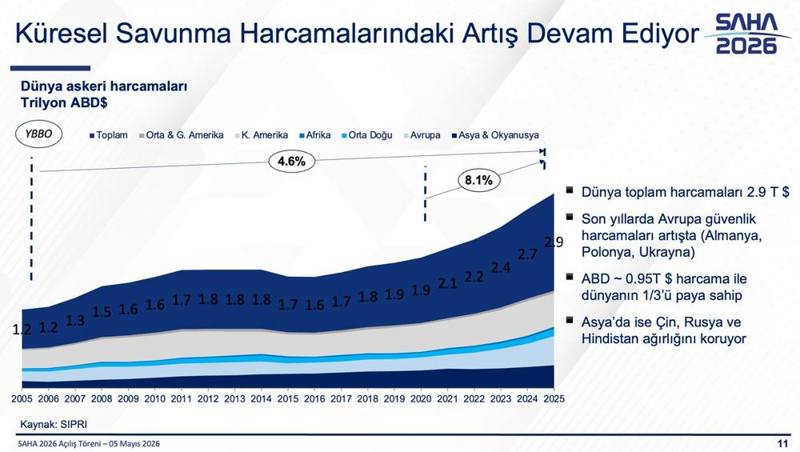 Küresel Savunma Harcamalarındaki Artış Devam Ediyor
SAHA
2026
Dünya askeri harcamaları
Trilyon ABD$
YBBO
Toplam Orta & G. Amerika K. Amerika Afrika Orta Doğu Avrupa Asya & Okyanusya
4.6%
8.1%
1.2 1.2 1.3 1.5 1.6 1.6 1.7 1.8 1.8 1.8 1.7 1.6 1.7 1.8 1.9 1.9 2.1 2.2 2.4 2.7 2.9
2005 2006 2007 2008 2009 2010 2011 2012 2013 2014 2015 2016 2017 2018 2019 2020 2021 2022 2023 2024 2025
Dünya toplam harcamaları 2.9 T $
Son yıllarda Avrupa güvenlik
harcamaları artışta (Almanya,
Polonya, Ukrayna)
ABD ~ 0.95T $ harcama ile
dünyanın 1/3'ü paya sahip
Asya'da ise Çin, Rusya ve
Hindistan ağırlığını koruyor
Kaynak: SIPRI
SAHA 2026 Açılış Töreni – 05 Mayıs 2026
11